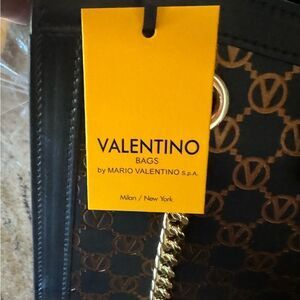 VALENTINO
BAGS
by MARIO VALENTINO S.p.A.
Milan / New York